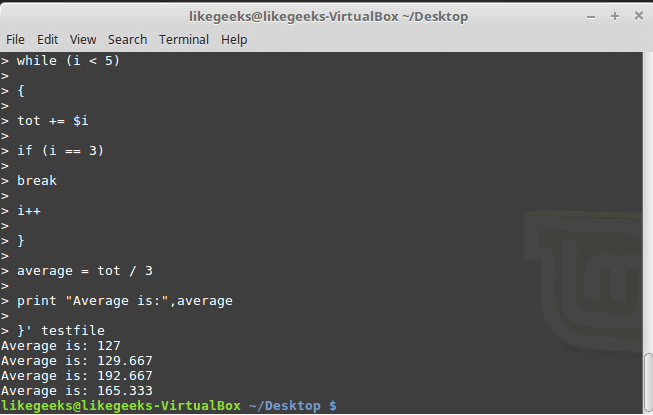 likegeeks@likegeeks-VirtualBox ~/Desktop
File Edit View Search Terminal Help
> while (i < 5)
>
> {
>
> tot += $i
>
> if (i == 3)
>
> break
>
> i++
>
> }
>
> average = tot / 3
>
> print "Average is:",average
>
> }' testfile
Average is: 127
Average is: 129.667
Average is: 192.667
Average is: 165.333
likegeeks@likegeeks-VirtualBox ~/Desktop $